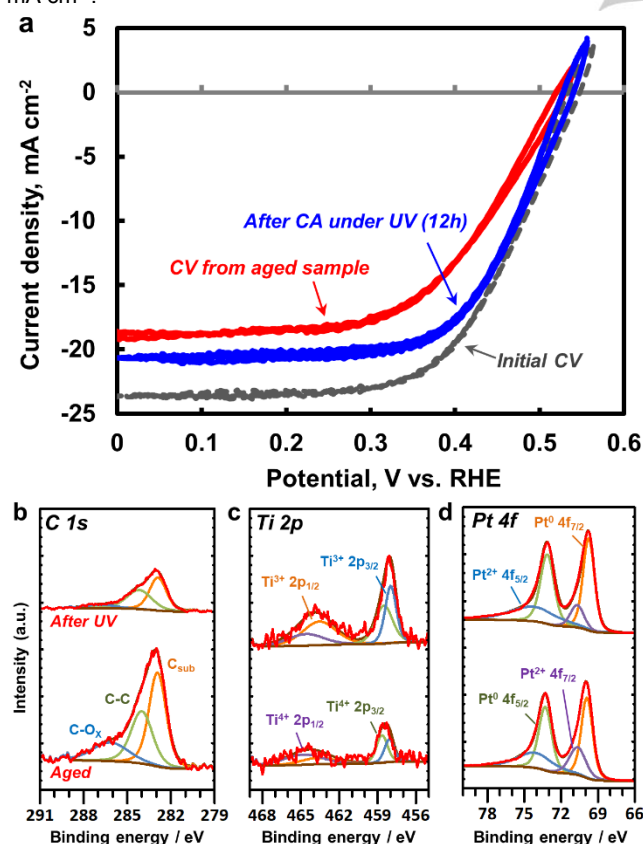 mA cm⁻².
a
5
0
-5
-10
-15
-20
-25
Current density, mA cm⁻²
After CA under UV (12h)
CV from aged sample
Initial CV
0 0.1 0.2 0.3 0.4 0.5 0.6
Potential, V vs. RHE
b C 1s
After UV
C-C
C_sub
C-Oₓ
Aged
Intensity (a.u.)
291 288 285 282 279
Binding energy / eV
c Ti 2p
Ti³⁺ 2p₃/₂
Ti³⁺ 2p₁/₂
Ti⁴⁺ 2p₃/₂
Ti⁴⁺ 2p₁/₂
468 465 462 459 456
Binding energy / eV
d Pt 4f
Pt⁰ 4f₇/₂
Pt²⁺ 4f₅/₂
Pt²⁺ 4f₇/₂
Pt⁰ 4f₅/₂
78 75 72 69 66
Binding energy / eV